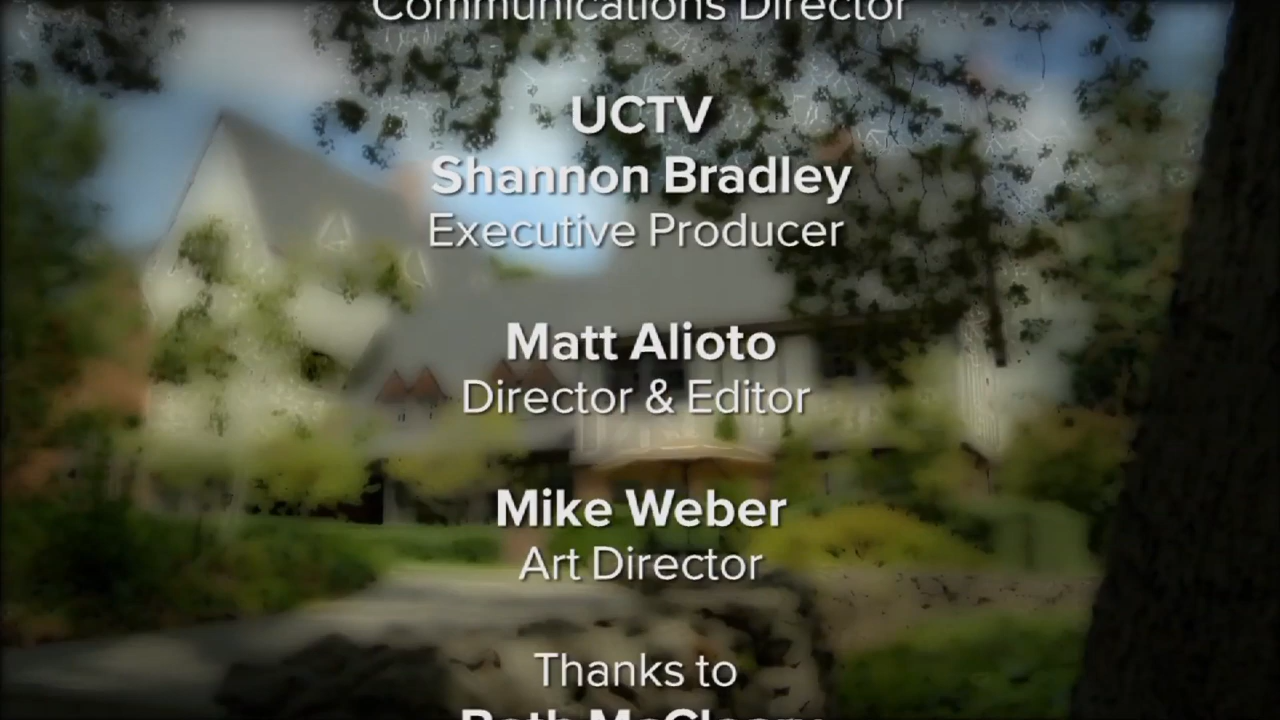 Communications Director
UCTV
Shannon Bradley
Executive Producer
Matt Alioto
Director & Editor
Mike Weber
Art Director
Thanks to